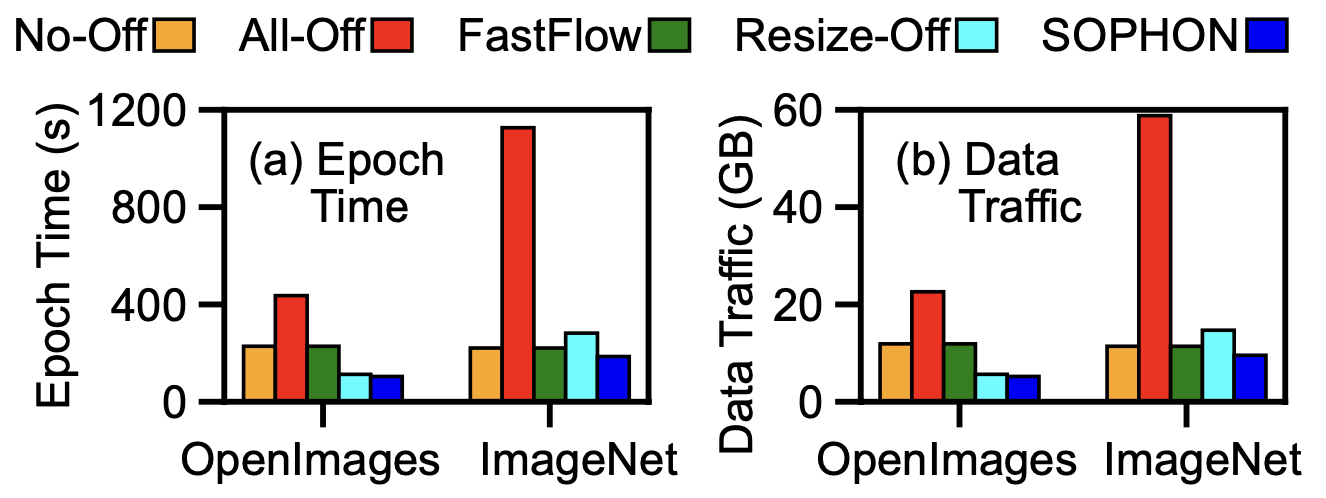 No-Off All-Off FastFlow Resize-Off SOPHON
Epoch Time (s)
1200
800
400
0
(a) Epoch
Time
OpenImages ImageNet
Data Traffic (GB)
60
40
20
0
(b) Data
Traffic
OpenImages ImageNet